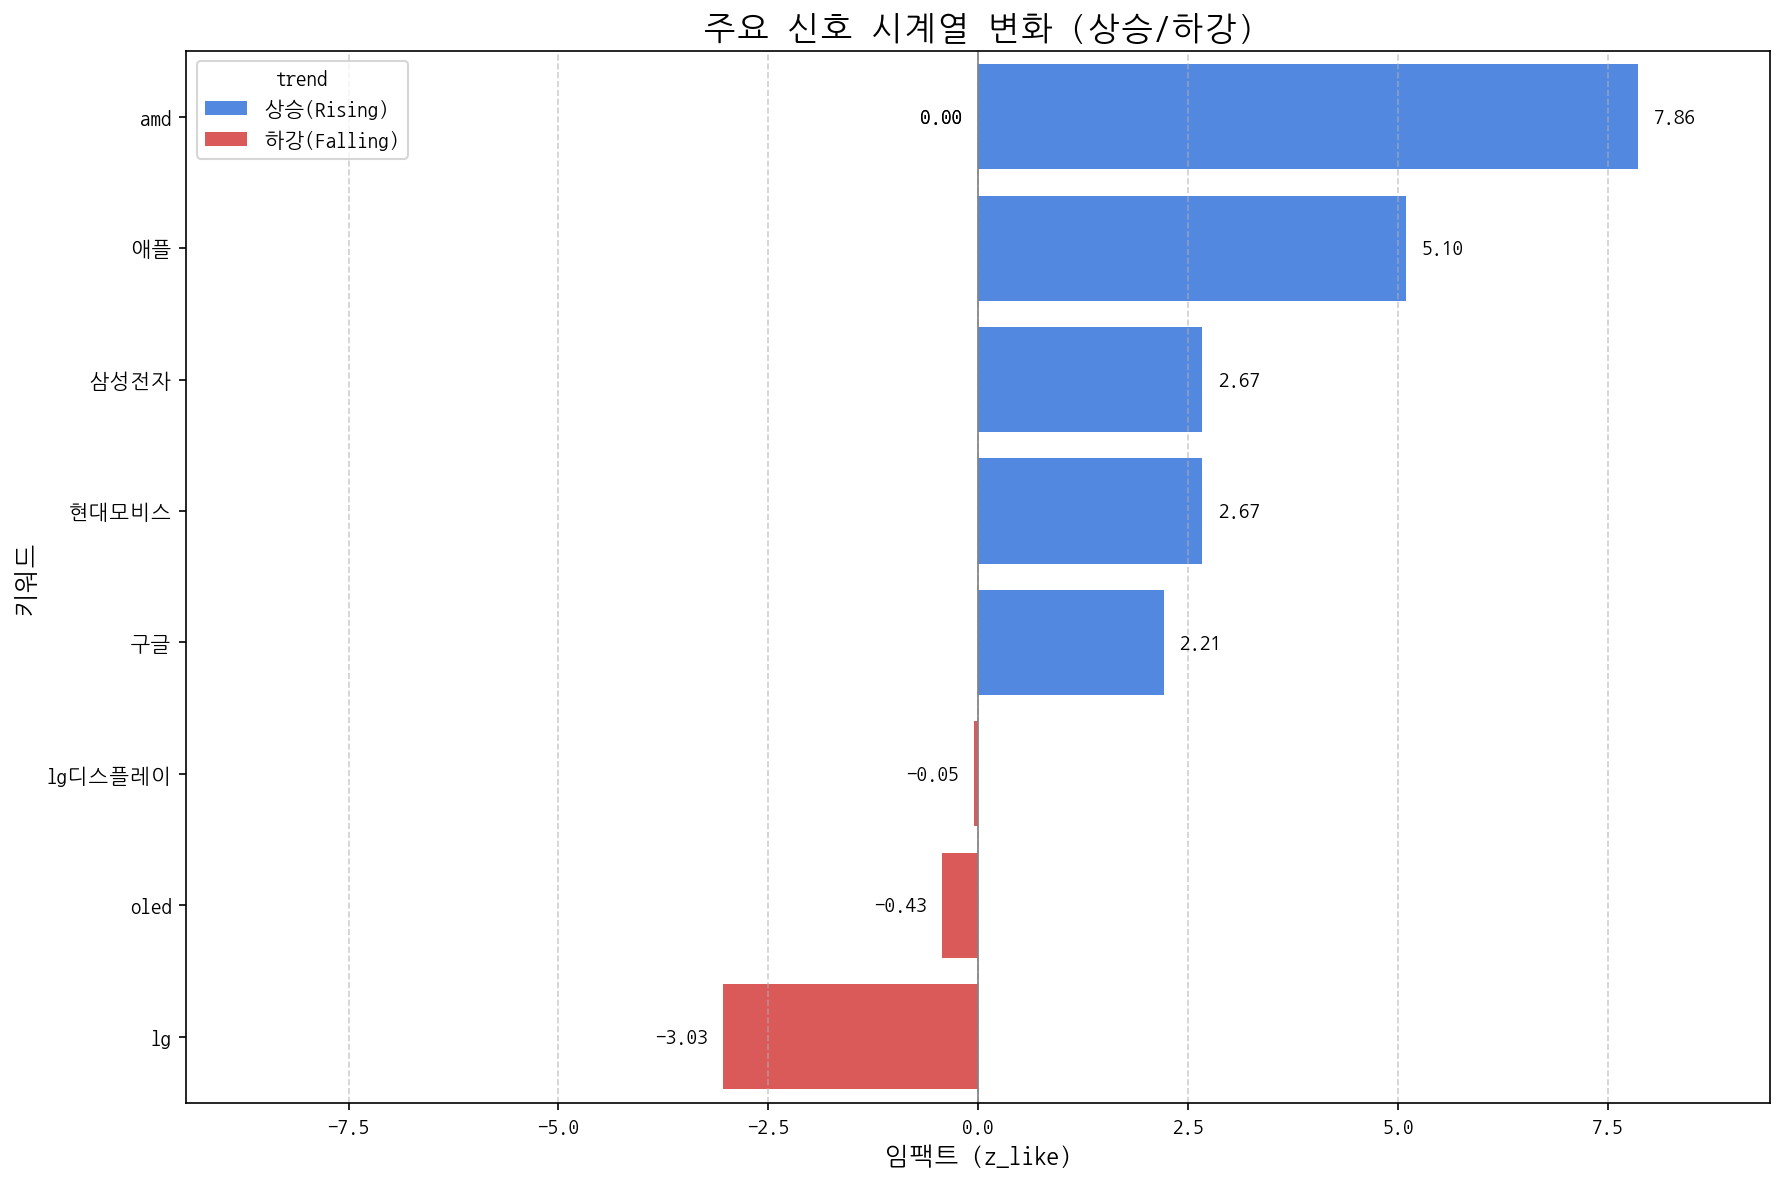 주요 신호 시계열 변화 (상승/하강)
trend
상승(Rising)
하강(Falling)
amd
0.00
7.86
애플
5.10
삼성전자
2.67
현대모비스
2.67
구글
2.21
lg디스플레이
−0.05
oled
−0.43
lg
−3.03
키워드
−7.5
−5.0
−2.5
0.0
2.5
5.0
7.5
임팩트 (z_like)